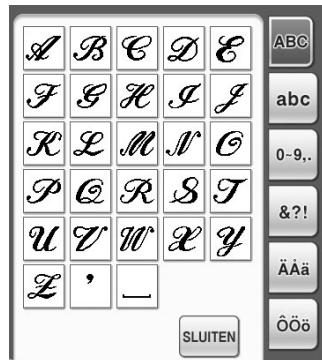 A B C D E
F G H I J
K L M N O
P Q R S T
U V W X Y
Z ’ _
SLUITEN
ABC
abc
0~9,.
&?!
ÄÅä
ÔÖö